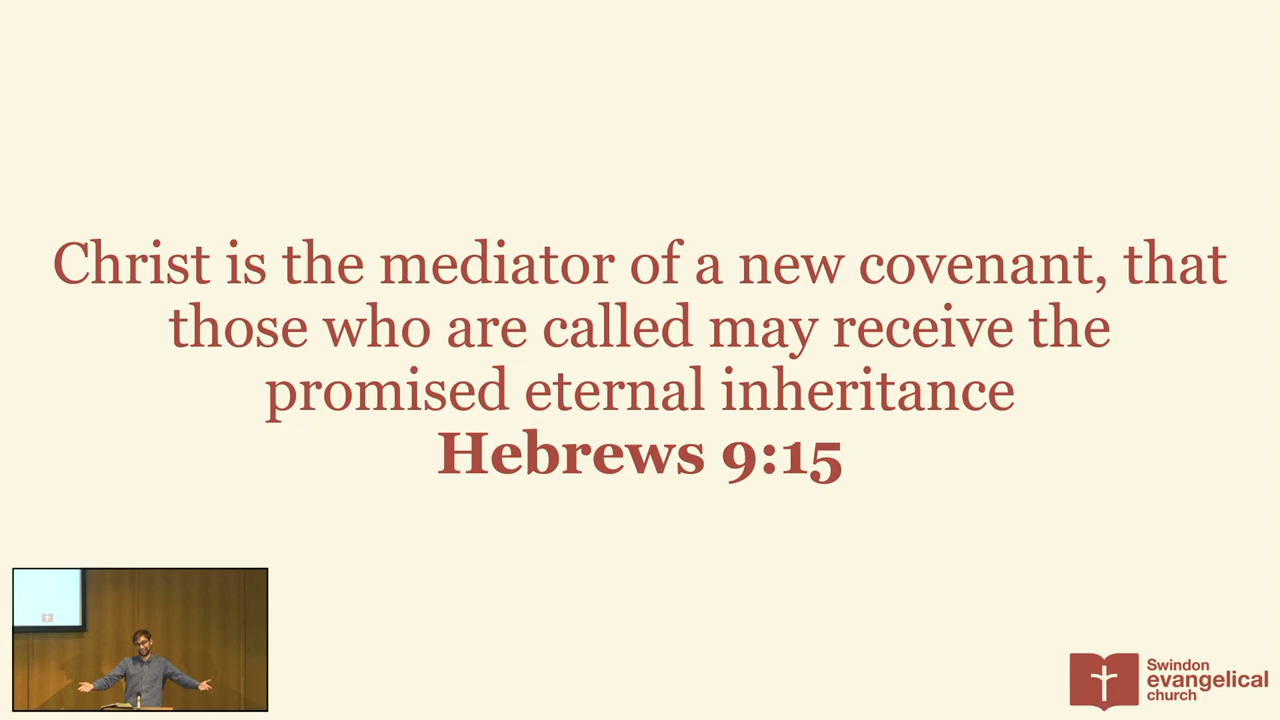 Christ is the mediator of a new covenant, that
those who are called may receive the
promised eternal inheritance
Hebrews 9:15
Swindon
evangelical
church